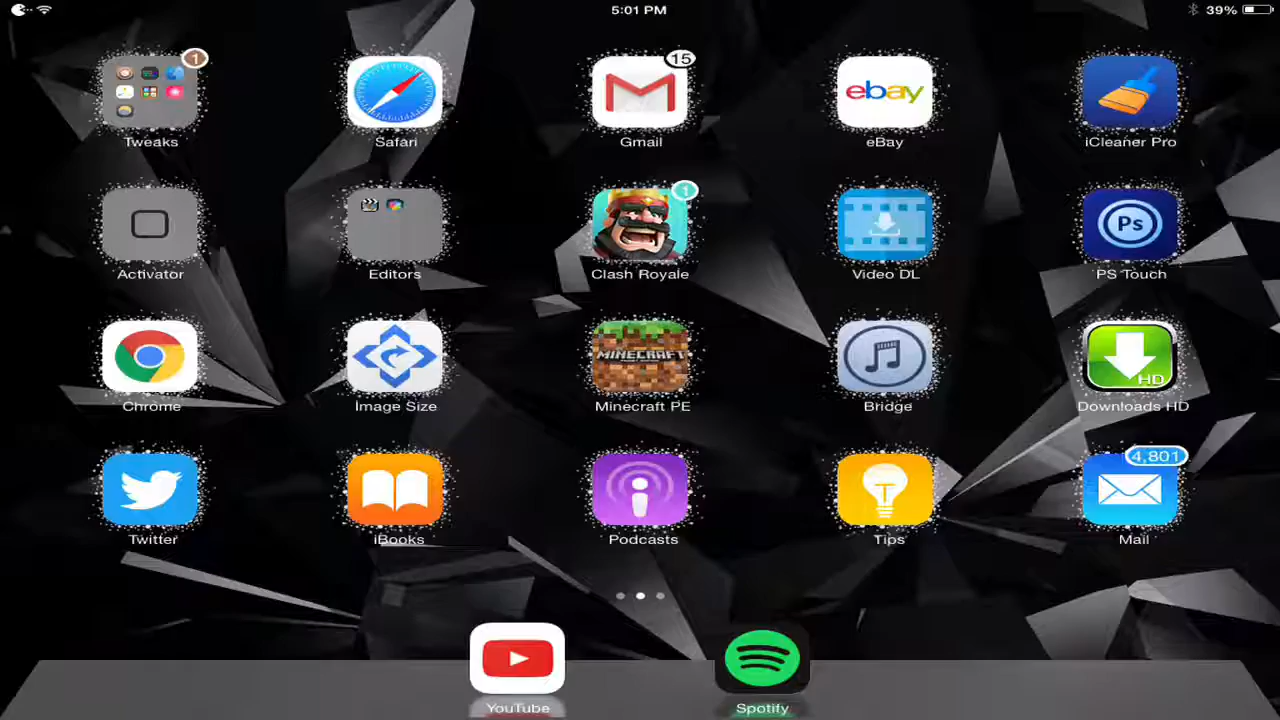 5:01 PM
39%
1
15
Tweaks
Safari
Gmail
ebay
eBay
iCleaner Pro
1
Ps
Activator
Editors
Clash Royale
Video DL
PS Touch
MINECRAFT
HD
Chrome
Image Size
Minecraft PE
Bridge
Downloads HD
4,801
Twitter
iBooks
Podcasts
Tips
Mail
YouTube
Spotify